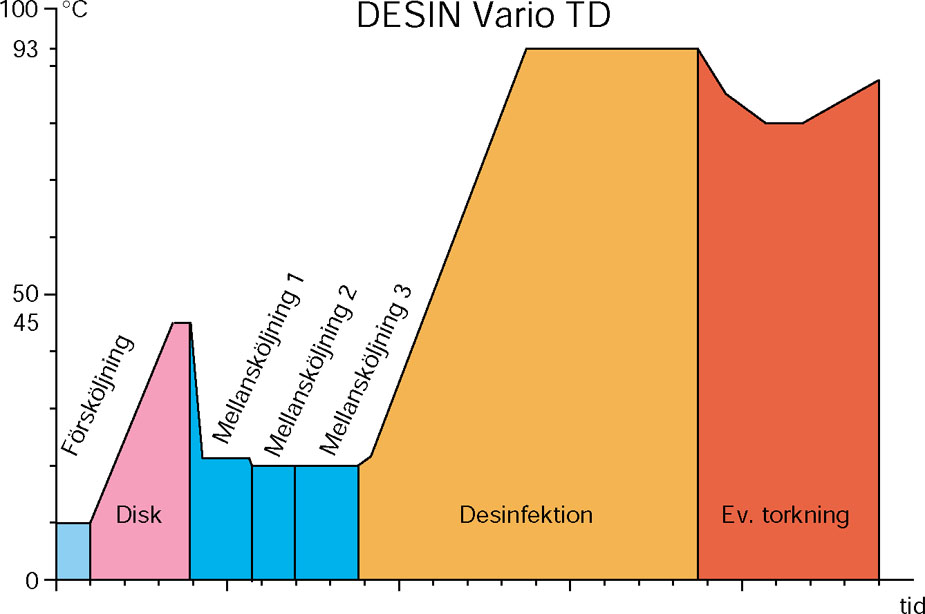 DESIN Vario TD
100 °C
93
50
45
0
Försköljning
Disk
Mellansköljning 1
Mellansköljning 2
Mellansköljning 3
Desinfektion
Ev. torkning
tid